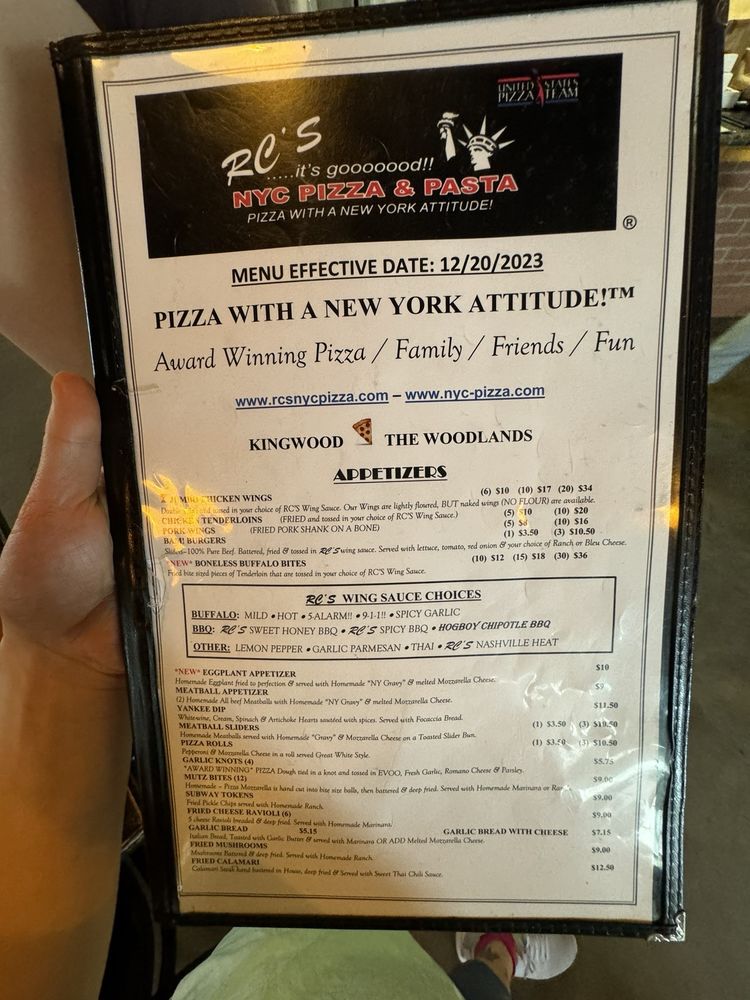 UNITED STATES
PIZZA TEAM
RC'S
.....it's gooooood!!
NYC PIZZA & PASTA
PIZZA WITH A NEW YORK ATTITUDE!
®
MENU EFFECTIVE DATE: 12/20/2023
PIZZA WITH A NEW YORK ATTITUDE!™
Award Winning Pizza / Family / Friends / Fun
www.rcsnycpizza.com – www.nyc-pizza.com
KINGWOOD THE WOODLANDS
APPETIZERS
JUMBO CHICKEN WINGS (6) $10 (10) $17 (20) $34
tossed in your choice of RC'S Wing Sauce. Our Wings are lightly floured, BUT naked wings (NO FLOUR) are available.
CHICKEN TENDERLOINS (FRIED and tossed in your choice of RC'S Wing Sauce.) (5) $10 (10) $20
PORK WINGS (FRIED PORK SHANK ON A BONE) (5) $8 (10) $16
BURGERS (1) $3.50 (3) $10.50
Sliders-100% Pure Beef. Battered, fried & tossed in RC'S wing sauce. Served with lettuce, tomato, red onion & your choice of Ranch or Bleu Cheese.
*NEW* BONELESS BUFFALO BITES (10) $12 (15) $18 (30) $36
Fried bite sized pieces of Tenderloin that are tossed in your choice of RC'S Wing Sauce.
RC'S WING SAUCE CHOICES
BUFFALO: MILD • HOT • 5-ALARM!! • 9-1-1!! • SPICY GARLIC
BBQ: RC'S SWEET HONEY BBQ • RC'S SPICY BBQ • HOGBOY CHIPOTLE BBQ
OTHER: LEMON PEPPER • GARLIC PARMESAN • THAI • RC'S NASHVILLE HEAT
*NEW* EGGPLANT APPETIZER $10
Homemade Eggplant fried to perfection & served with Homemade "NY Gravy" & melted Mozzarella Cheese.
MEATBALL APPETIZER $9
(2) Homemade All beef Meatballs with Homemade "NY Gravy" & melted Mozzarella Cheese.
YANKEE DIP $11.50
White wine, Cream, Spinach & Artichoke Hearts sautéed with spices. Served with Focaccia Bread.
MEATBALL SLIDERS (1) $3.50 (3) $10.50
Homemade Meatballs served with Homemade "Gravy" & Mozzarella Cheese on a Toasted Slider Bun.
PIZZA ROLLS (1) $3.50 (3) $10.50
Pepperoni & Mozzarella Cheese in a roll served Great White Style.
GARLIC KNOTS (4) $5.75
"AWARD WINNING" PIZZA Dough tied in a knot and tossed in EVOO, Fresh Garlic, Romano Cheese & Parsley.
MUTZ BITES (12) $9.00
Homemade – Pizza Mozzarella is hand cut into bite size balls, then battered & deep fried. Served with Homemade Marinara or Ranch
SUBWAY TOKENS $9.00
Fried Pickle Chips served with Homemade Ranch.
FRIED CHEESE RAVIOLI (6) $9.00
5 cheese Ravioli breaded & deep fried. Served with Homemade Marinara.
GARLIC BREAD $5.15 GARLIC BREAD WITH CHEESE $7.15
Italian Bread, Toasted with Garlic Butter & served with Marinara OR ADD Melted Mozzarella Cheese.
FRIED MUSHROOMS $9.00
Mushrooms Battered & deep fried. Served with Homemade Ranch.
FRIED CALAMARI $12.50
Calamari Steak hand battered in House, deep fried & Served with Sweet Thai Chili Sauce.